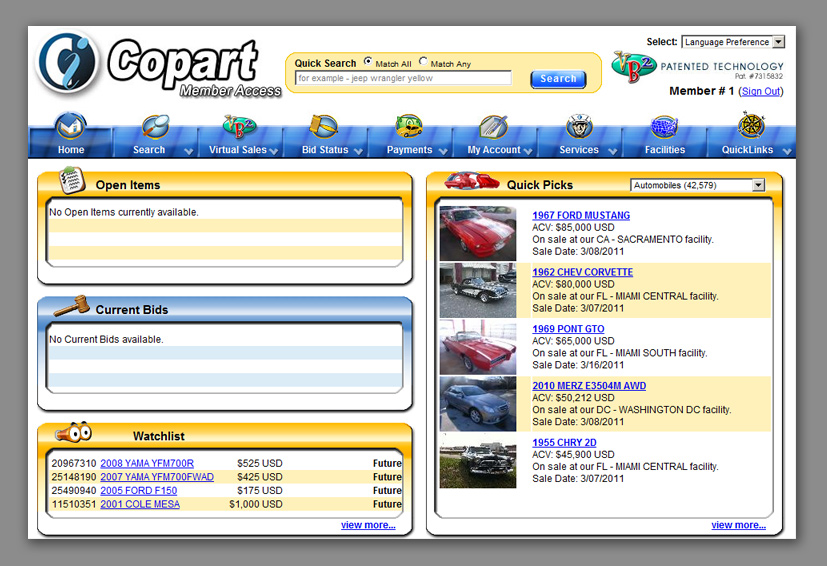 Copart
Member Access
Quick Search Match All Match Any
for example - jeep wrangler yellow
Search
Select: Language Preference
VB2 PATENTED TECHNOLOGY
Pat. #7315832
Member # 1 (Sign Out)
Home Search Virtual Sales Bid Status Payments My Account Services Facilities QuickLinks
Open Items
No Open Items currently available.
Current Bids
No Current Bids available.
Watchlist
20967310 2008 YAMA YFM700R $525 USD Future
25148190 2007 YAMA YFM700FWAD $425 USD Future
25490940 2005 FORD F150 $175 USD Future
11510351 2001 COLE MESA $1,000 USD Future
view more...
Quick Picks Automobiles (42,579)
1967 FORD MUSTANG
ACV: $85,000 USD
On sale at our CA - SACRAMENTO facility.
Sale Date: 3/08/2011
1962 CHEV CORVETTE
ACV: $80,000 USD
On sale at our FL - MIAMI CENTRAL facility.
Sale Date: 3/07/2011
1969 PONT GTO
ACV: $65,000 USD
On sale at our FL - MIAMI SOUTH facility.
Sale Date: 3/16/2011
2010 MERZ E3504M AWD
ACV: $50,212 USD
On sale at our DC - WASHINGTON DC facility.
Sale Date: 3/08/2011
1955 CHRY 2D
ACV: $45,900 USD
On sale at our FL - MIAMI CENTRAL facility.
Sale Date: 3/07/2011
view more...